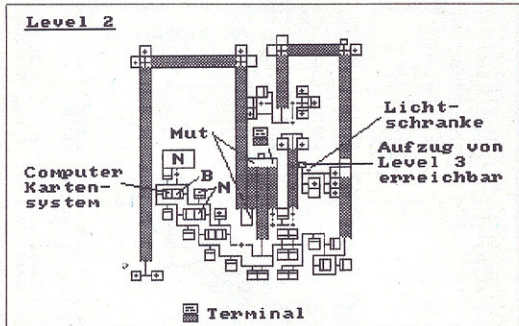 Level 2
Licht-
schranke
Mut
Aufzug von
Level 3
erreichbar
N
Computer
Karten-
system
B
N
Terminal